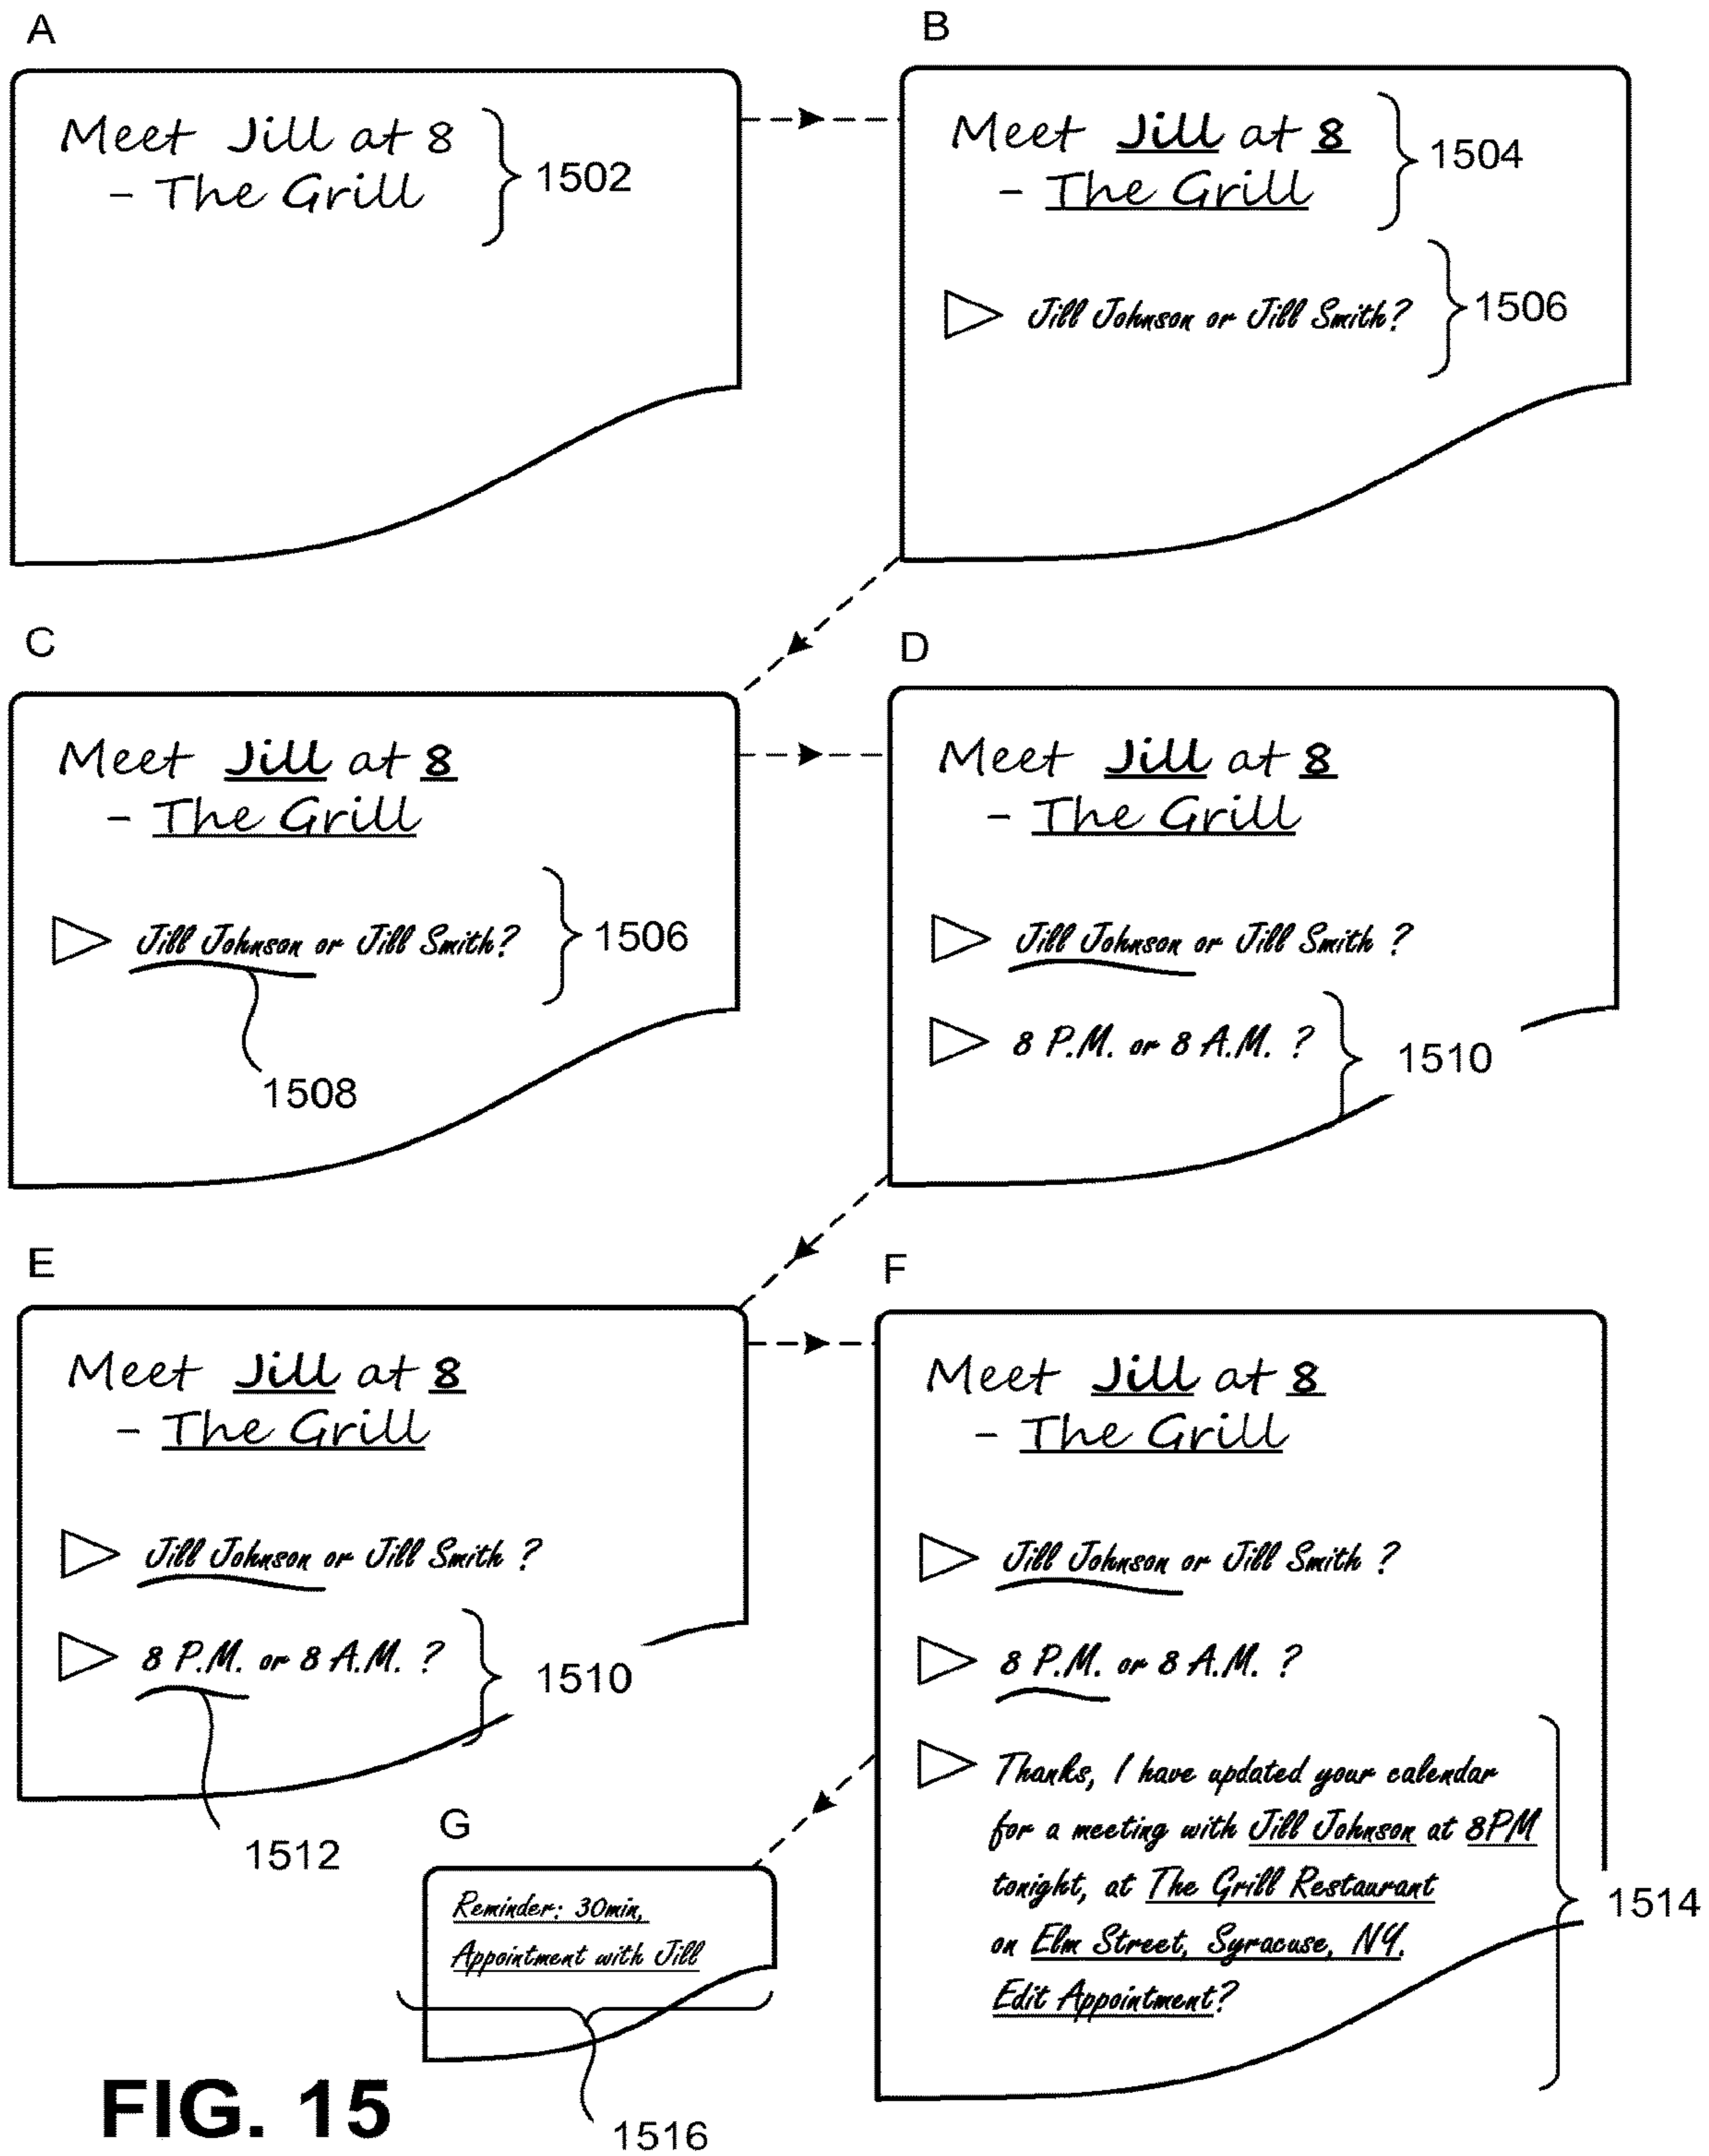 A
Meet Jill at 8
- The Grill
1502
B
Meet Jill at 8
- The Grill
1504
Jill Johnson or Jill Smith?
1506
C
Meet Jill at 8
- The Grill
Jill Johnson or Jill Smith?
1506
1508
D
Meet Jill at 8
- The Grill
Jill Johnson or Jill Smith ?
8 P.M. or 8 A.M. ?
1510
E
Meet Jill at 8
- The Grill
Jill Johnson or Jill Smith ?
8 P.M. or 8 A.M. ?
1510
1512
F
Meet Jill at 8
- The Grill
Jill Johnson or Jill Smith ?
8 P.M. or 8 A.M. ?
Thanks, I have updated your calendar
for a meeting with Jill Johnson at 8PM
tonight, at The Grill Restaurant
on Elm Street, Syracuse, NY.
Edit Appointment?
1514
G
Reminder: 30min,
Appointment with Jill
1516
FIG. 15